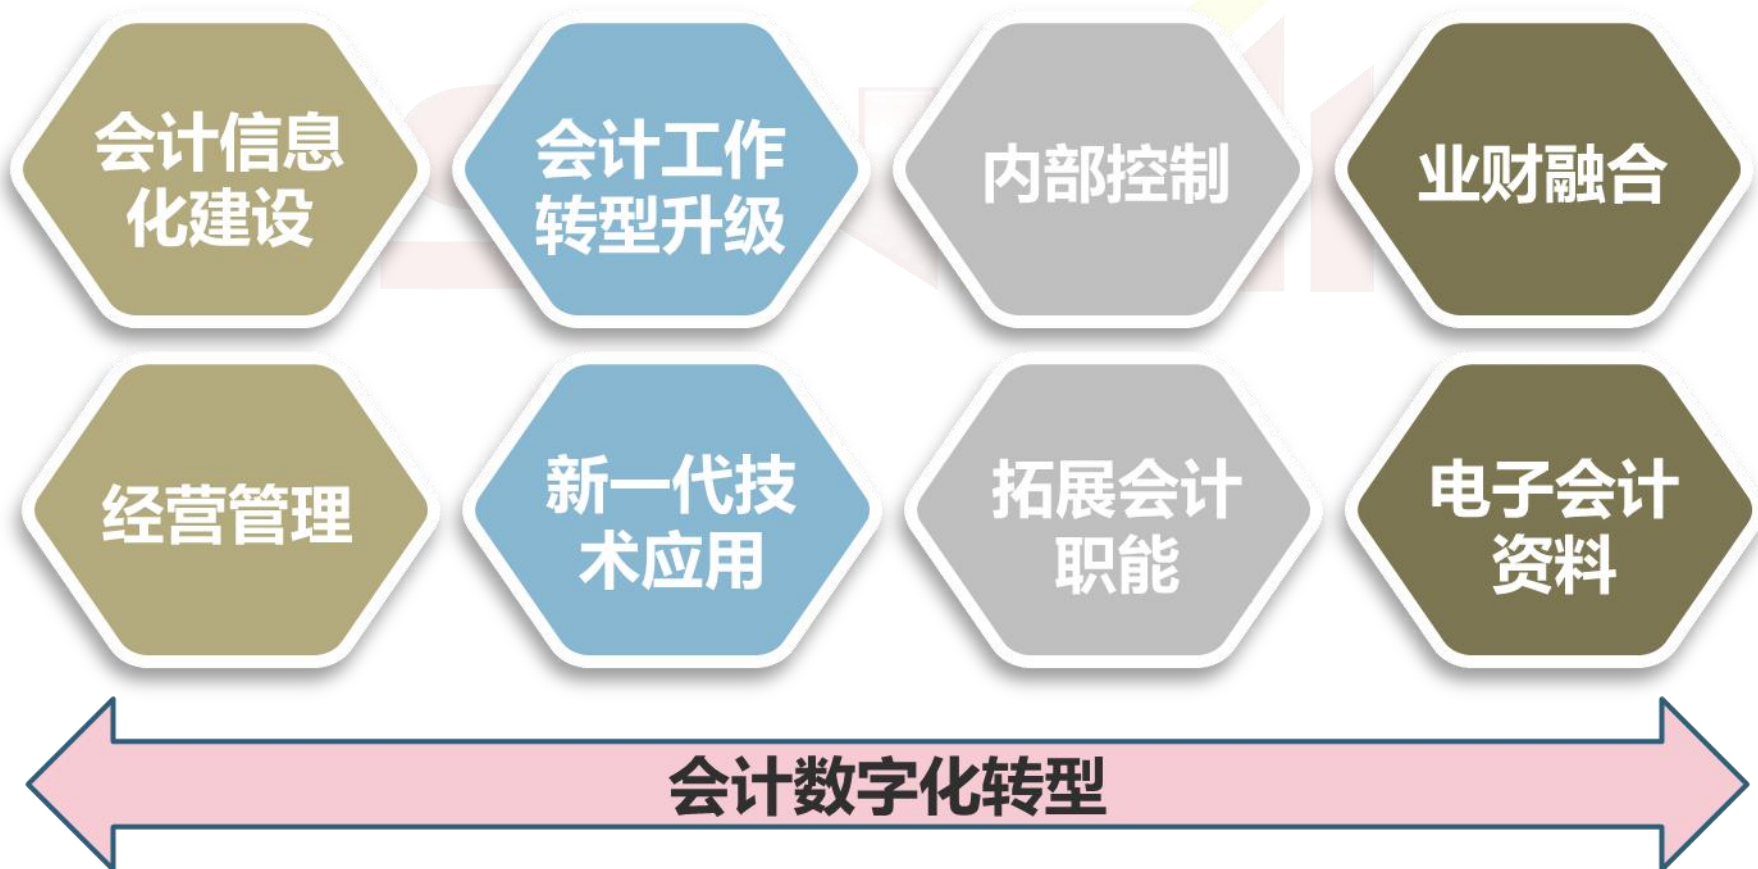 会计信息
化建设
会计工作
转型升级
内部控制
业财融合
经营管理
新一代技
术应用
拓展会计
职能
电子会计
资料
会计数字化转型